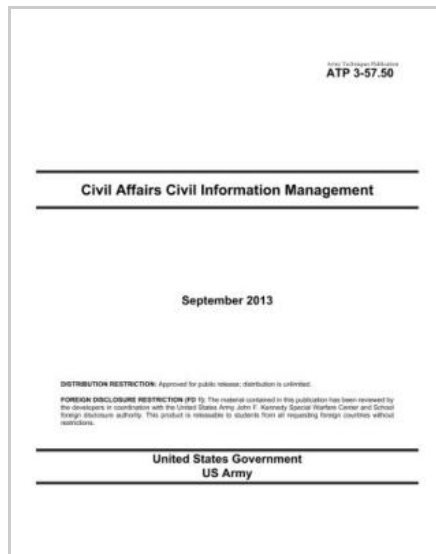 Army Techniques Publication
ATP 3-57.50
Civil Affairs Civil Information Management
September 2013
DISTRIBUTION RESTRICTION: Approved for public release; distribution is unlimited.
FOREIGN DISCLOSURE RESTRICTION (FD 1): The material contained in this publication has been reviewed by
the developers in coordination with the United States Army John F. Kennedy Special Warfare Center and School
foreign disclosure authority. This product is releasable to students from all requesting foreign countries without
restrictions.
United States Government
US Army